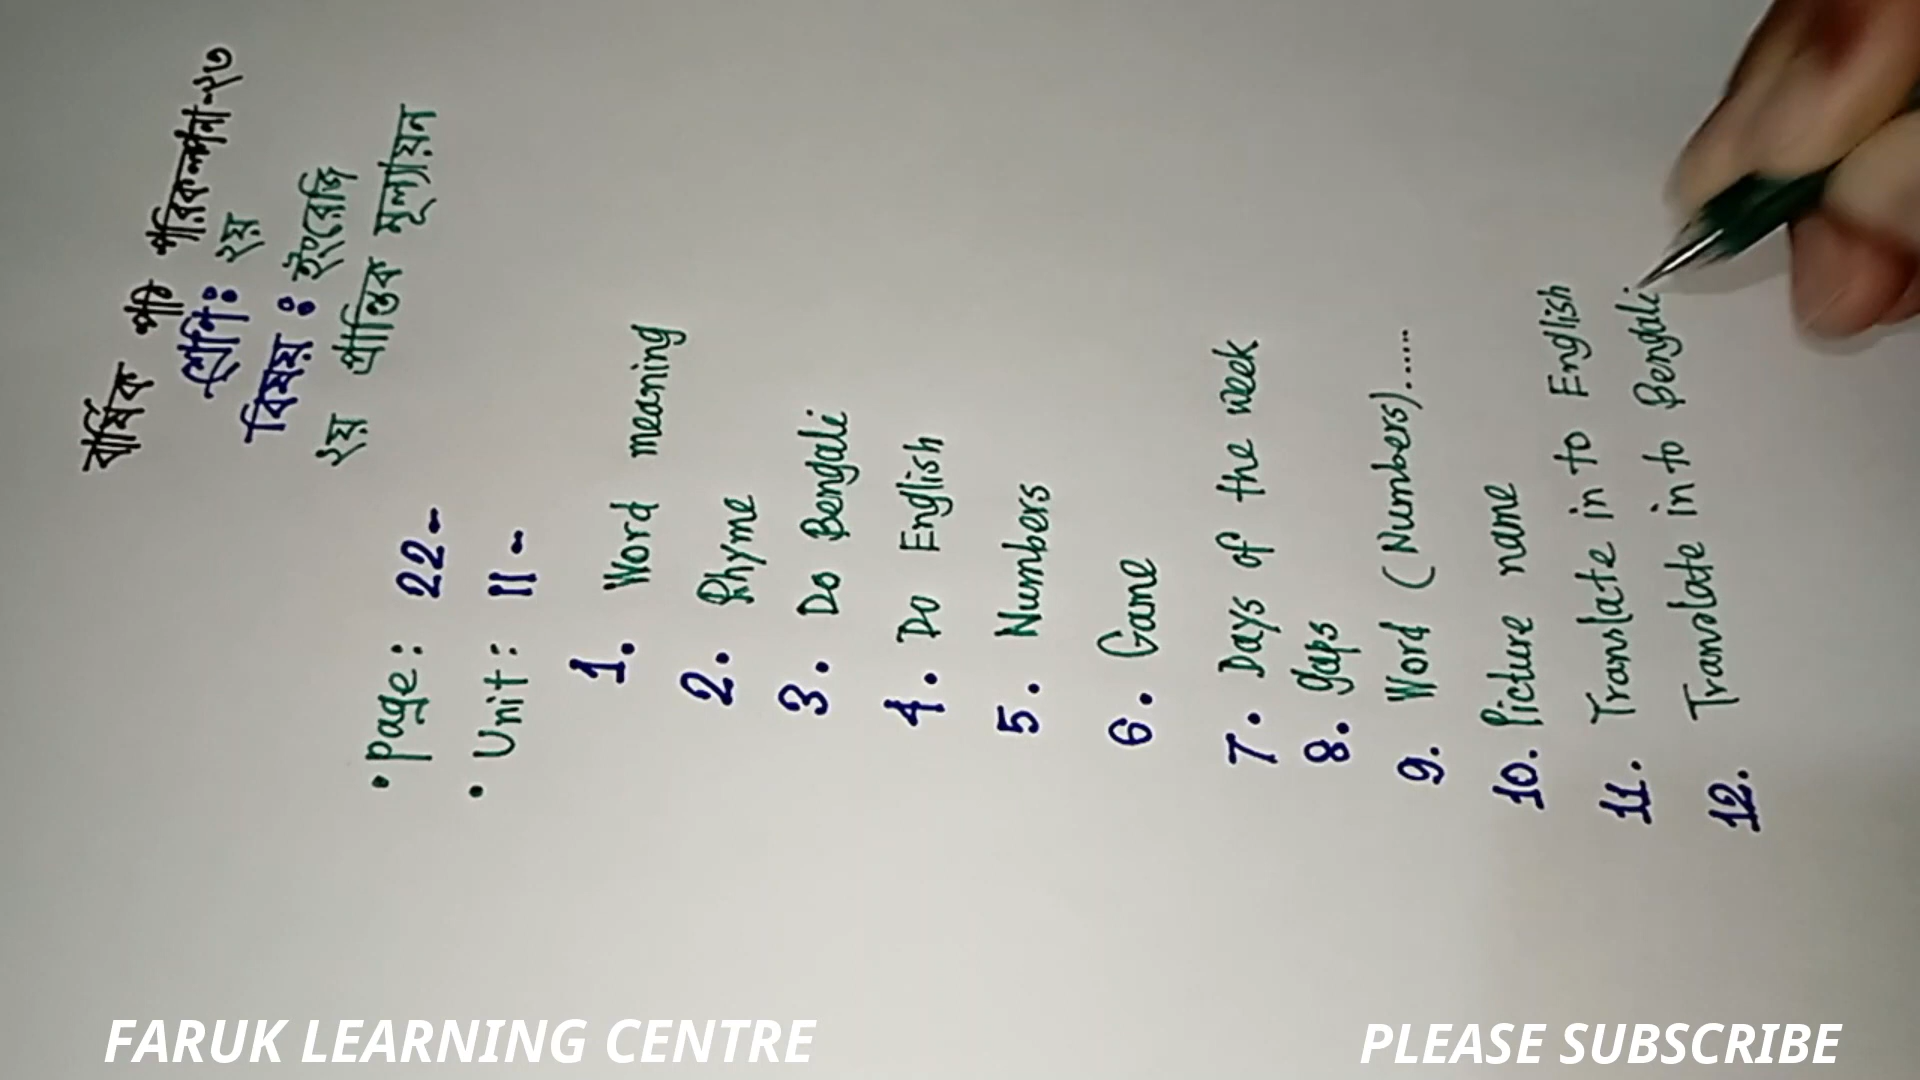 বার্ষিক পাঠ পরিকল্পনা-২৩
শ্রেণি: ২য়
বিষয়: ইংরেজি
২য় প্রান্তিক মূল্যায়ন
• Page: 22-
• Unit: 11-
1. Word meaning
2. Rhyme
3. Do Bengali
4. Do English
5. Numbers
6. Game
7. Days of the week
8. gaps
9. Word (Numbers)......
10. Picture name
11. Translate in to English
12. Translate in to Bengali
FARUK LEARNING CENTRE
PLEASE SUBSCRIBE